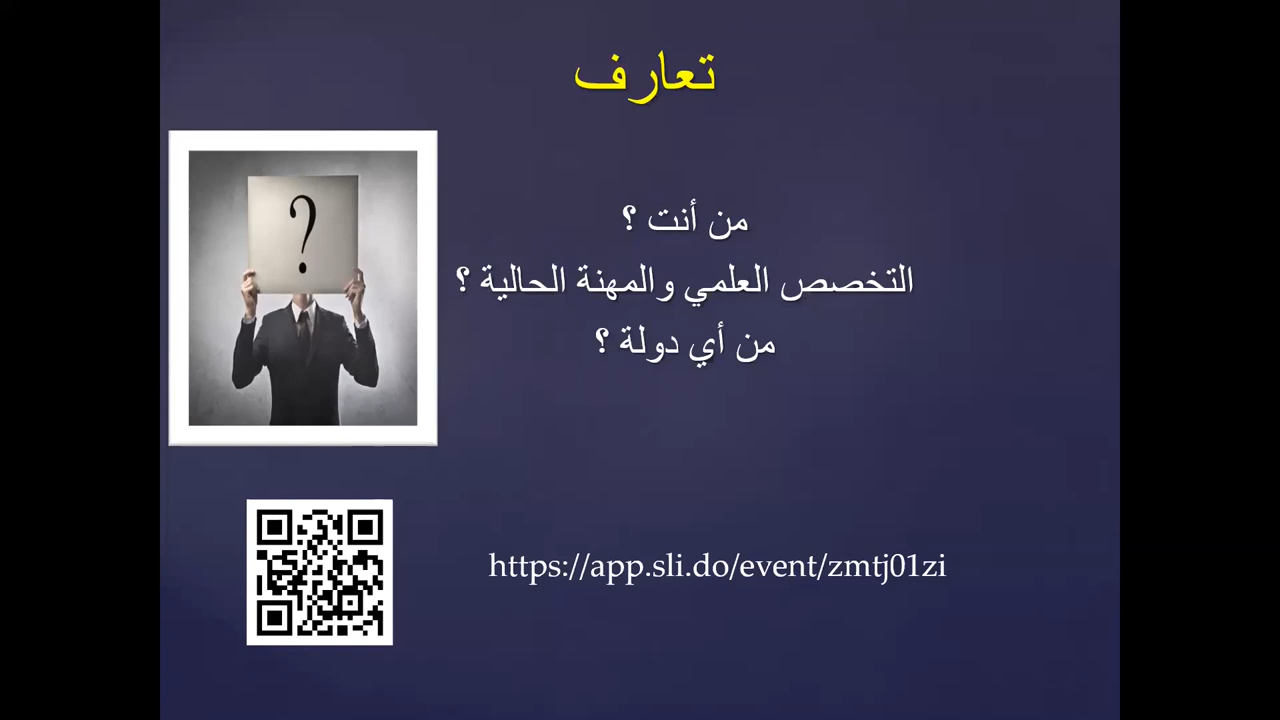 تعارف
?
من أنت ؟
التخصص العلمي والمهنة الحالية ؟
من أي دولة ؟
https://app.sli.do/event/zmtj01zi